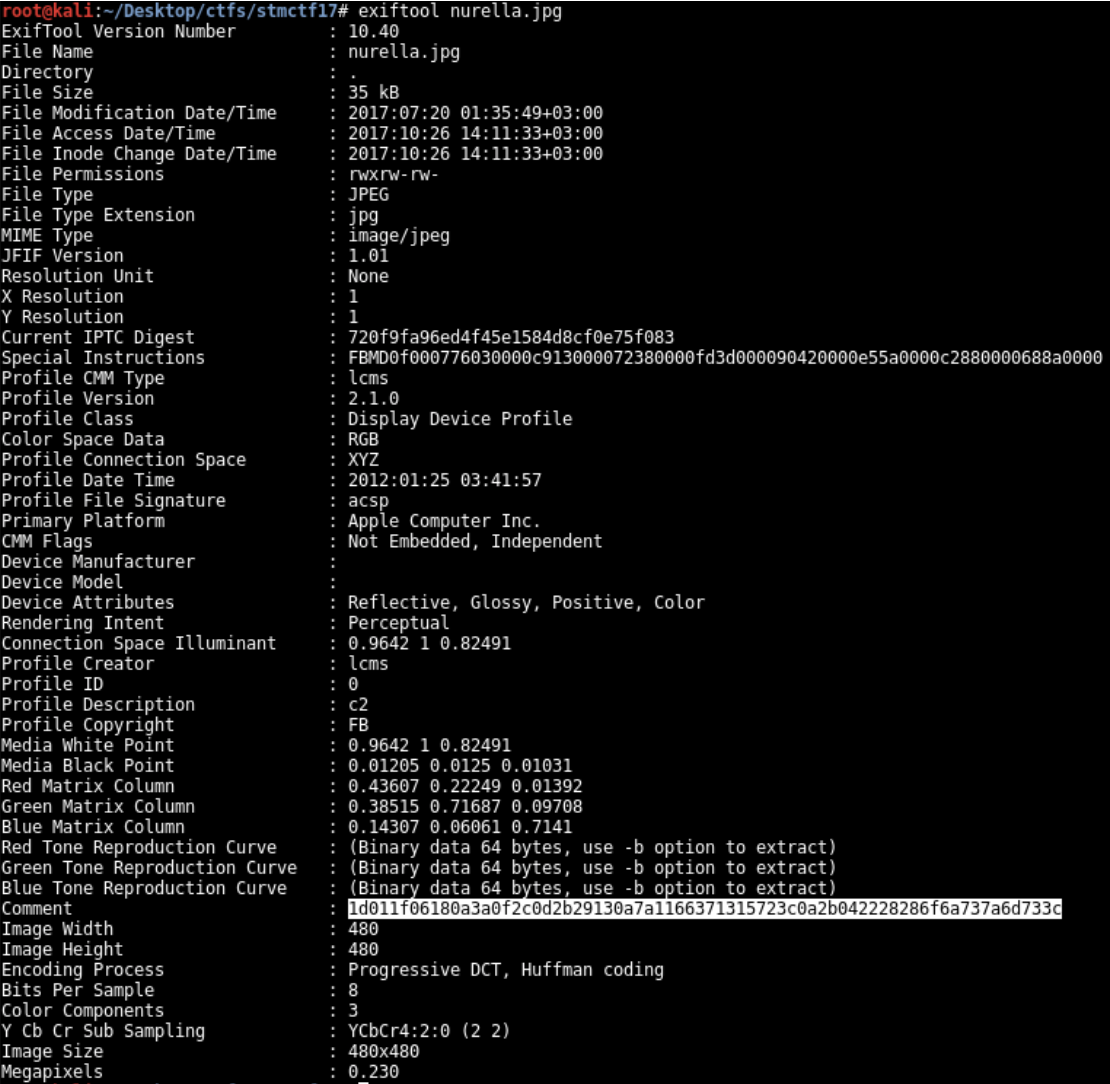 root@kali:~/Desktop/ctfs/stmctf17# exiftool nurella.jpg
ExifTool Version Number : 10.40
File Name : nurella.jpg
Directory : .
File Size : 35 kB
File Modification Date/Time : 2017:07:20 01:35:49+03:00
File Access Date/Time : 2017:10:26 14:11:33+03:00
File Inode Change Date/Time : 2017:10:26 14:11:33+03:00
File Permissions : rwxrw-rw-
File Type : JPEG
File Type Extension : jpg
MIME Type : image/jpeg
JFIF Version : 1.01
Resolution Unit : None
X Resolution : 1
Y Resolution : 1
Current IPTC Digest : 720f9fa96ed4f45e1584d8cf0e75f083
Special Instructions : FBMD0f000776030000c913000072380000fd3d000090420000e55a0000c2880000688a0000
Profile CMM Type : lcms
Profile Version : 2.1.0
Profile Class : Display Device Profile
Color Space Data : RGB
Profile Connection Space : XYZ
Profile Date Time : 2012:01:25 03:41:57
Profile File Signature : acsp
Primary Platform : Apple Computer Inc.
CMM Flags : Not Embedded, Independent
Device Manufacturer :
Device Model :
Device Attributes : Reflective, Glossy, Positive, Color
Rendering Intent : Perceptual
Connection Space Illuminant : 0.9642 1 0.82491
Profile Creator : lcms
Profile ID : 0
Profile Description : c2
Profile Copyright : FB
Media White Point : 0.9642 1 0.82491
Media Black Point : 0.01205 0.0125 0.01031
Red Matrix Column : 0.43607 0.22249 0.01392
Green Matrix Column : 0.38515 0.71687 0.09708
Blue Matrix Column : 0.14307 0.06061 0.7141
Red Tone Reproduction Curve : (Binary data 64 bytes, use -b option to extract)
Green Tone Reproduction Curve : (Binary data 64 bytes, use -b option to extract)
Blue Tone Reproduction Curve : (Binary data 64 bytes, use -b option to extract)
Comment : 1d011f06180a3a0f2c0d2b29130a7a1166371315723c0a2b042228286f6a737a6d733c
Image Width : 480
Image Height : 480
Encoding Process : Progressive DCT, Huffman coding
Bits Per Sample : 8
Color Components : 3
Y Cb Cr Sub Sampling : YCbCr4:2:0 (2 2)
Image Size : 480x480
Megapixels : 0.230